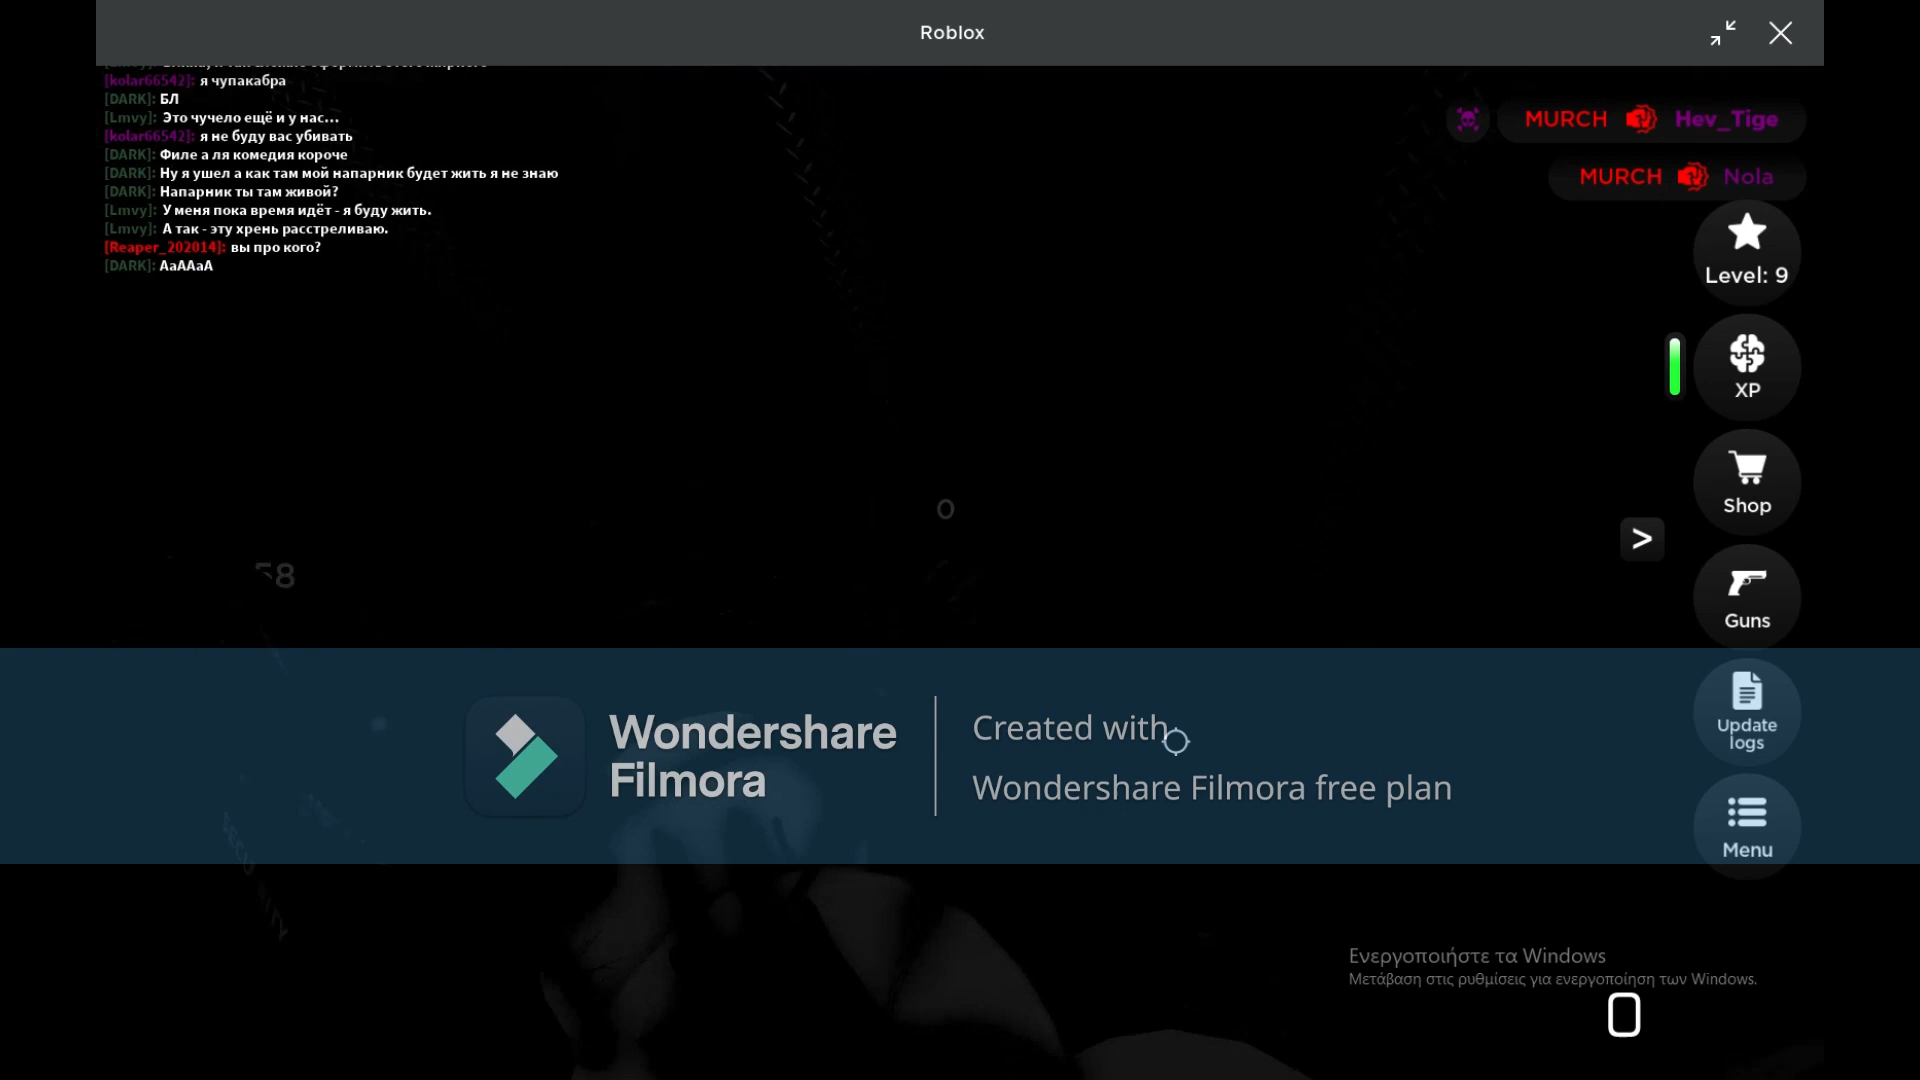 Roblox
[kolar66542]: я чупакабра
[DARK]: БЛ
[Lmvy]: Это чучело ещё и у нас...
[kolar66542]: я не буду вас убивать
[DARK]: Филе а ля комедия короче
[DARK]: Ну я ушел а как там мой напарник будет жить я не знаю
[DARK]: Напарник ты там живой?
[Lmvy]: У меня пока время идёт - я буду жить.
[Lmvy]: А так - эту хрень расстреливаю.
[Reaper_202014]: вы про кого?
[DARK]: АаААаА
MURCH Hev_Tige
MURCH Nola
Level: 9
XP
Shop
>
Guns
0
58
Wondershare
Filmora
Created with
Wondershare Filmora free plan
Update
logs
Menu
Ενεργοποιήστε τα Windows
Μετάβαση στις ρυθμίσεις για ενεργοποίηση των Windows.
0